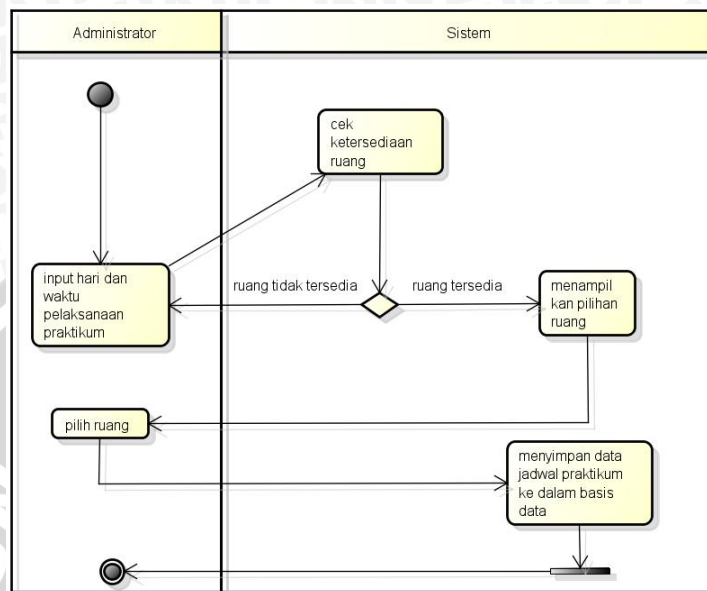 Administrator
Sistem
cek
ketersediaan
ruang
input hari dan
waktu
pelaksanaan
praktikum
ruang tidak tersedia
ruang tersedia
menampil
kan pilihan
ruang
pilih ruang
menyimpan data
jadwal praktikum
ke dalam basis
data